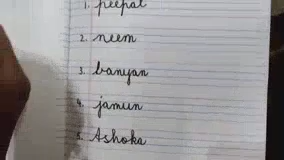 1. peepal
2. neem
3. banyan
4. jamun
5. Ashoka